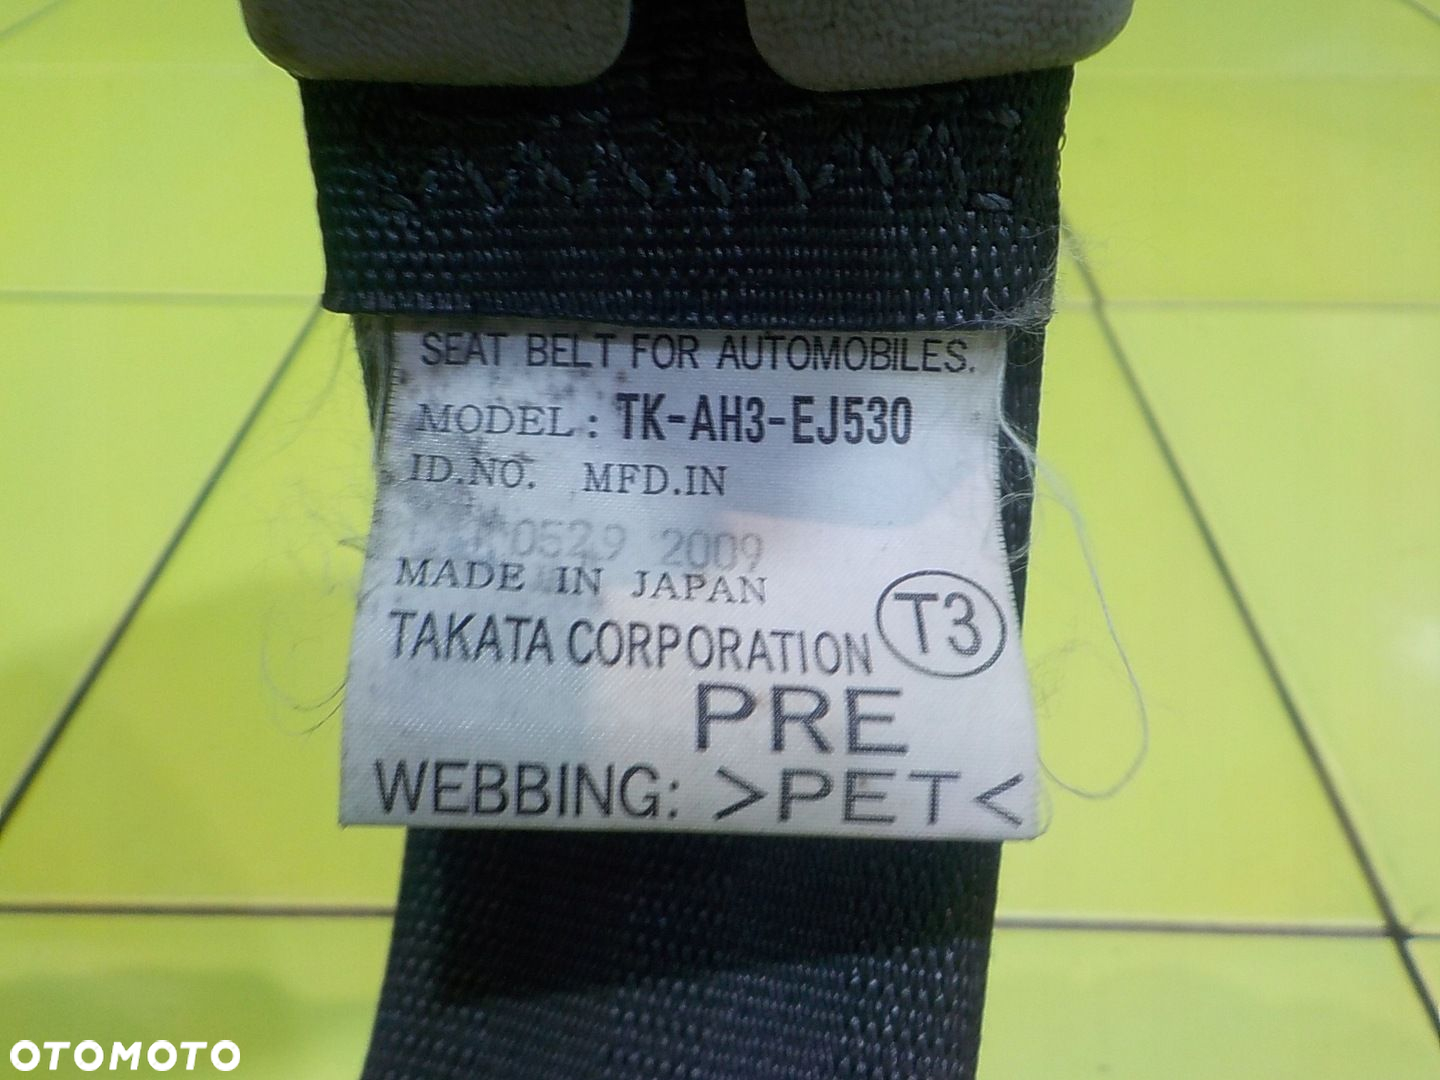 SEAT BELT FOR AUTOMOBILES.
MODEL: TK-AH3-EJ530
ID.NO. MFD.IN
0529 2009
MADE IN JAPAN
TAKATA CORPORATION T3
PRE
WEBBING: >PET<
OTOMOTO